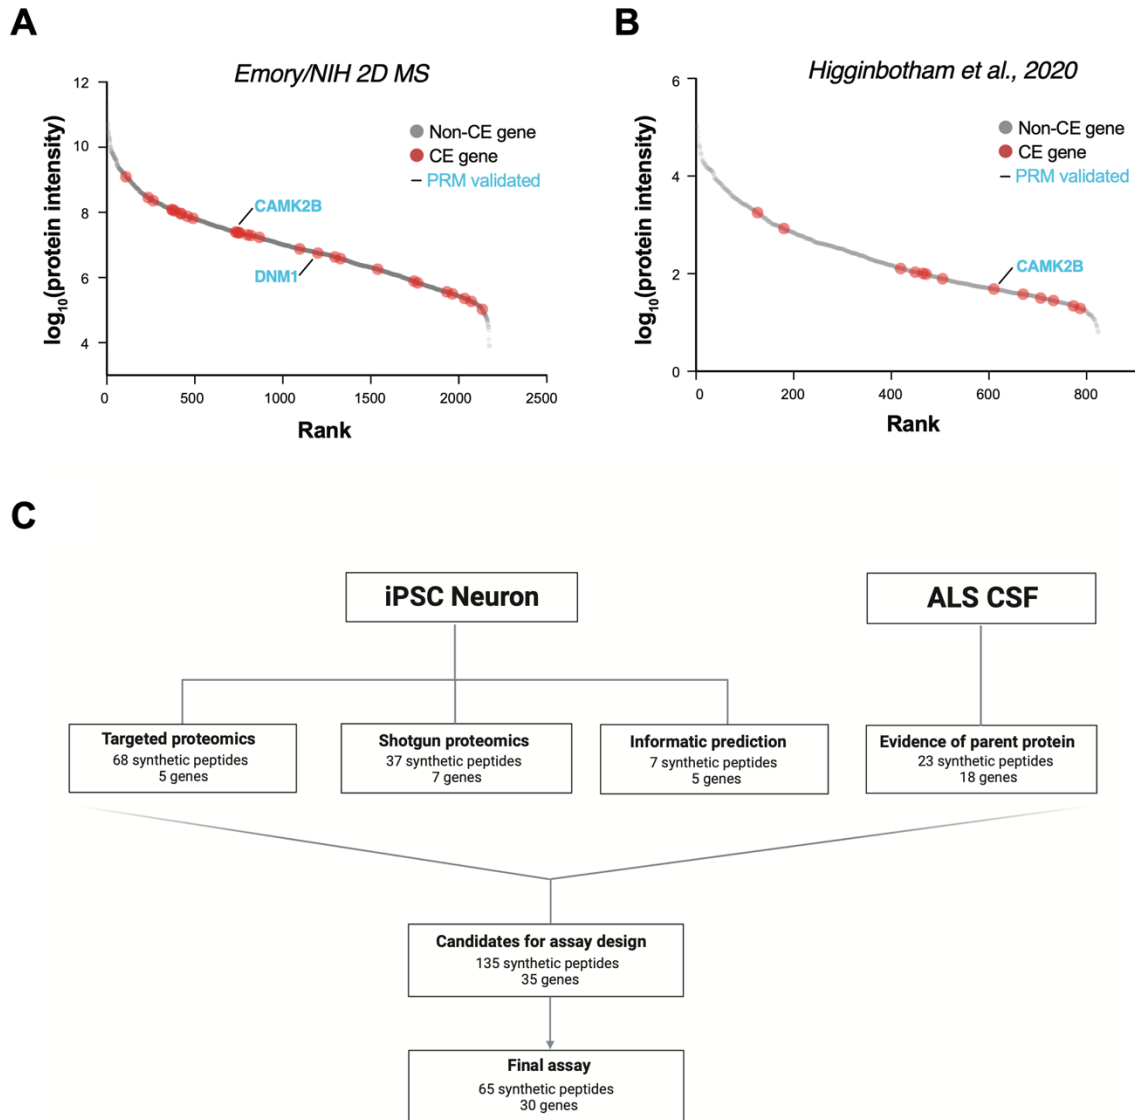 A
Emory/NIH 2D MS
log10(protein intensity)
12
10
8
6
4
Non-CE gene
CE gene
PRM validated
CAMK2B
DNM1
0
500
1000
1500
2000
2500
Rank
B
Higginbotham et al., 2020
log10(protein intensity)
6
4
2
0
Non-CE gene
CE gene
PRM validated
CAMK2B
0
200
400
600
800
Rank
C
iPSC Neuron
ALS CSF
Targeted proteomics
68 synthetic peptides
5 genes
Shotgun proteomics
37 synthetic peptides
7 genes
Informatic prediction
7 synthetic peptides
5 genes
Evidence of parent protein
23 synthetic peptides
18 genes
Candidates for assay design
135 synthetic peptides
35 genes
Final assay
65 synthetic peptides
30 genes